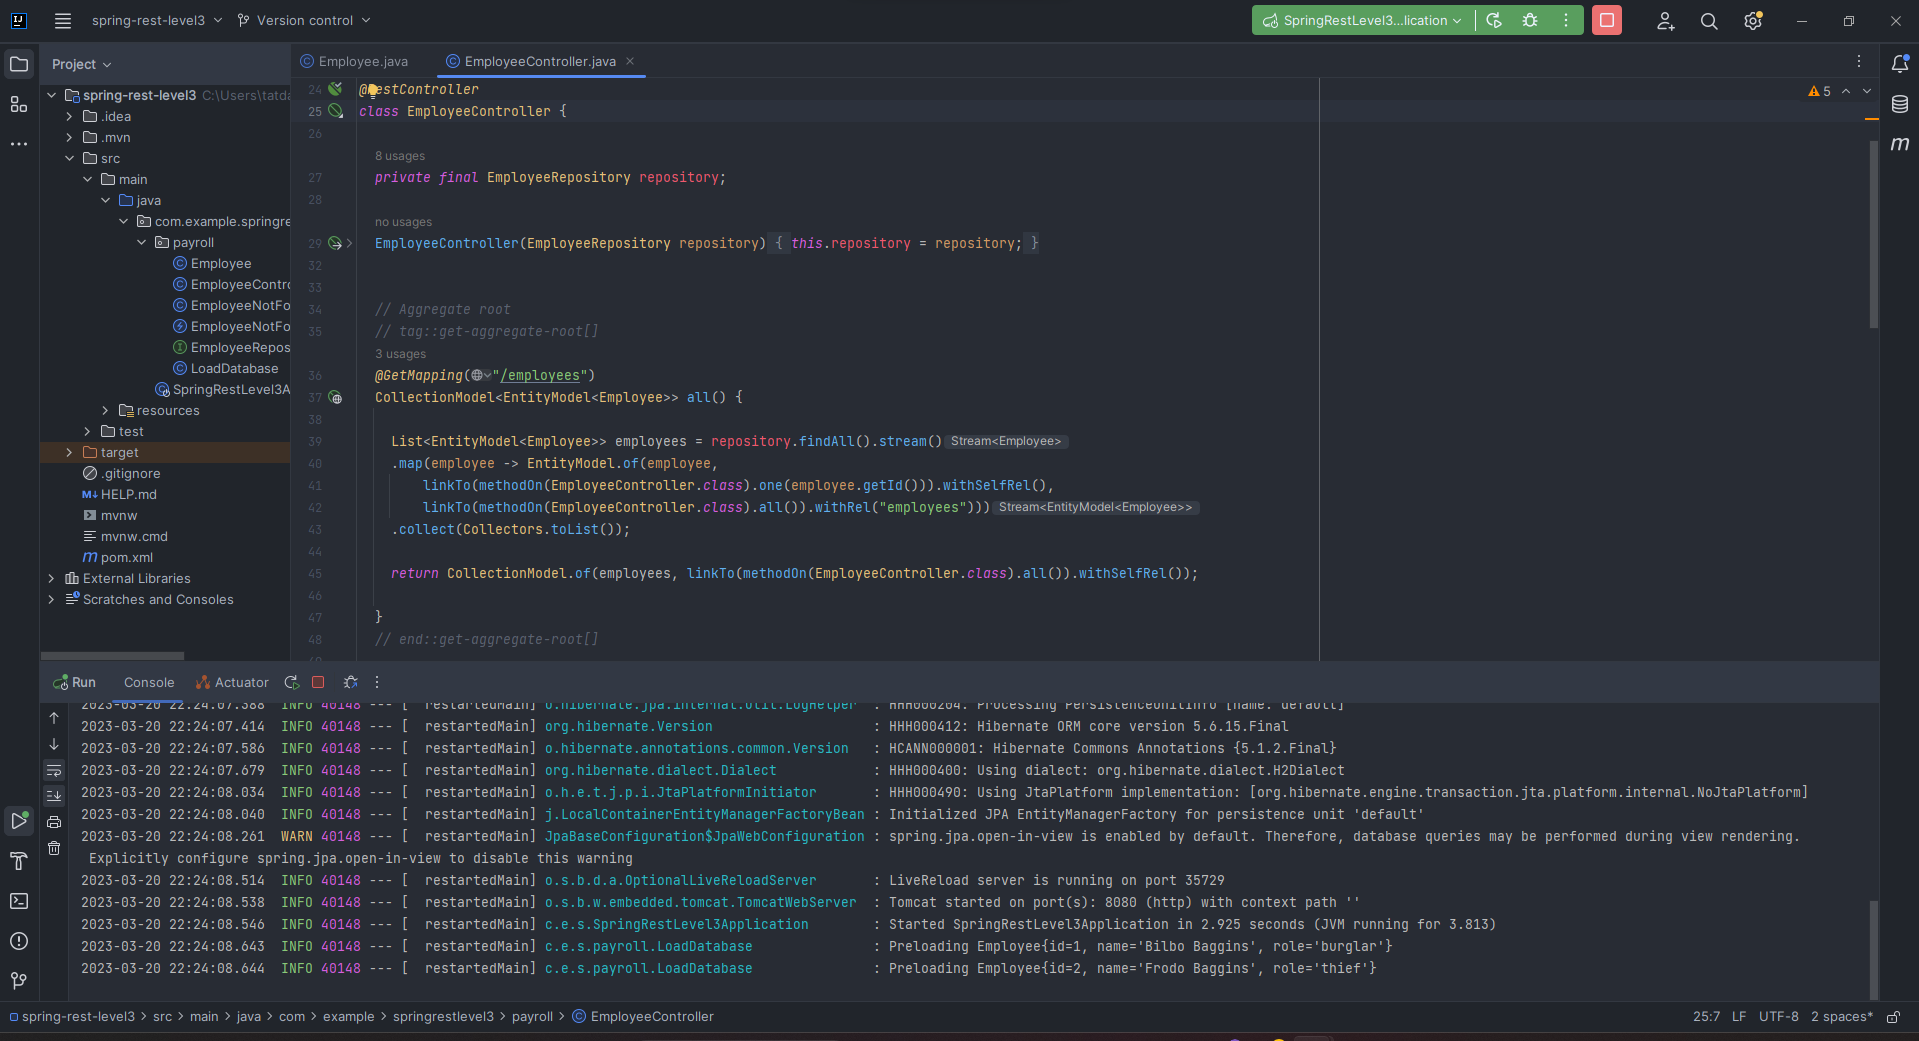 spring-rest-level3 Version control SpringRestLevel3...lication
Project
Employee.java EmployeeController.java
spring-rest-level3 C:\Users\tatda
.idea
.mvn
src
main
java
com.example.springre
payroll
Employee
EmployeeContro
EmployeeNotFo
EmployeeNotFo
EmployeeRepos
LoadDatabase
SpringRestLevel3A
resources
test
target
.gitignore
HELP.md
mvnw
mvnw.cmd
pom.xml
External Libraries
Scratches and Consoles
5
24 @RestController
25 class EmployeeController {
26
8 usages
27 private final EmployeeRepository repository;
28
no usages
29 EmployeeController(EmployeeRepository repository) { this.repository = repository; }
32
33
34 // Aggregate root
35 // tag::get-aggregate-root[]
3 usages
36 @GetMapping("/employees")
37 CollectionModel<EntityModel<Employee>> all() {
38
39 List<EntityModel<Employee>> employees = repository.findAll().stream() Stream<Employee>
40 .map(employee -> EntityModel.of(employee,
41 linkTo(methodOn(EmployeeController.class).one(employee.getId())).withSelfRel(),
42 linkTo(methodOn(EmployeeController.class).all()).withRel("employees"))) Stream<EntityModel<Employee>>
43 .collect(Collectors.toList());
44
45 return CollectionModel.of(employees, linkTo(methodOn(EmployeeController.class).all()).withSelfRel());
46
47 }
48 // end::get-aggregate-root[]
Run Console Actuator
2023-03-20 22:24:07.388 INFO 40148 --- [ restartedMain] o.hibernate.jpa.internal.util.LogHelper : HHH000204: Processing PersistenceUnitInfo [name: default]
2023-03-20 22:24:07.414 INFO 40148 --- [ restartedMain] org.hibernate.Version : HHH000412: Hibernate ORM core version 5.6.15.Final
2023-03-20 22:24:07.586 INFO 40148 --- [ restartedMain] o.hibernate.annotations.common.Version : HCANN000001: Hibernate Commons Annotations {5.1.2.Final}
2023-03-20 22:24:07.679 INFO 40148 --- [ restartedMain] org.hibernate.dialect.Dialect : HHH000400: Using dialect: org.hibernate.dialect.H2Dialect
2023-03-20 22:24:08.034 INFO 40148 --- [ restartedMain] o.h.e.t.j.p.i.JtaPlatformInitiator : HHH000490: Using JtaPlatform implementation: [org.hibernate.engine.transaction.jta.platform.internal.NoJtaPlatform]
2023-03-20 22:24:08.040 INFO 40148 --- [ restartedMain] j.LocalContainerEntityManagerFactoryBean : Initialized JPA EntityManagerFactory for persistence unit 'default'
2023-03-20 22:24:08.261 WARN 40148 --- [ restartedMain] JpaBaseConfiguration$JpaWebConfiguration : spring.jpa.open-in-view is enabled by default. Therefore, database queries may be performed during view rendering.
Explicitly configure spring.jpa.open-in-view to disable this warning
2023-03-20 22:24:08.514 INFO 40148 --- [ restartedMain] o.s.b.d.a.OptionalLiveReloadServer : LiveReload server is running on port 35729
2023-03-20 22:24:08.538 INFO 40148 --- [ restartedMain] o.s.b.w.embedded.tomcat.TomcatWebServer : Tomcat started on port(s): 8080 (http) with context path ''
2023-03-20 22:24:08.546 INFO 40148 --- [ restartedMain] c.e.s.SpringRestLevel3Application : Started SpringRestLevel3Application in 2.925 seconds (JVM running for 3.813)
2023-03-20 22:24:08.643 INFO 40148 --- [ restartedMain] c.e.s.payroll.LoadDatabase : Preloading Employee{id=1, name='Bilbo Baggins', role='burglar'}
2023-03-20 22:24:08.644 INFO 40148 --- [ restartedMain] c.e.s.payroll.LoadDatabase : Preloading Employee{id=2, name='Frodo Baggins', role='thief'}
spring-rest-level3 > src > main > java > com > example > springrestlevel3 > payroll > EmployeeController 25:7 LF UTF-8 2 spaces*